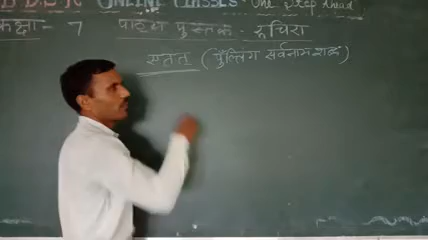 B.D.E.R ONLINE CLASSES - One Step Ahead
कक्षा - 7 पाठ्य पुस्तक - रूचिरा
(पुँल्लिंग सर्वनाम शब्द)